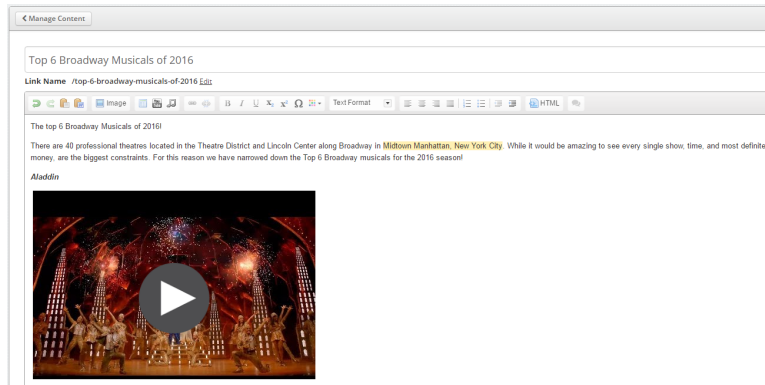 Manage Content
Top 6 Broadway Musicals of 2016
Link Name /top-6-broadway-musicals-of-2016 Edit
Image B I U X₂ x² Ω Text Format HTML
The top 6 Broadway Musicals of 2016!
There are 40 professional theatres located in the Theatre District and Lincoln Center along Broadway in Midtown Manhattan, New York City. While it would be amazing to see every single show, time, and most definite
money, are the biggest constraints. For this reason we have narrowed down the Top 6 Broadway musicals for the 2016 season!
Aladdin